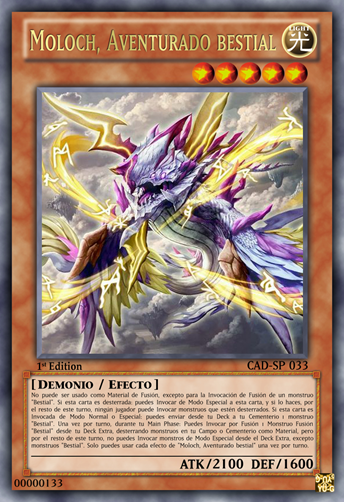 MOLOCH, AVENTURADO BESTIAL
LIGHT
光
1st Edition
CAD-SP 033
[DEMONIO / EFECTO]
No puede ser usado como Material de Fusión, excepto para la Invocación de Fusión de un monstruo
"Bestial". Si esta carta es desterrada: puedes Invocar de Modo Especial a esta carta, y si lo haces, por
el resto de este turno, ningún jugador puede Invocar monstruos que estén desterrados. Si esta carta es
Invocada de Modo Normal o Especial: puedes enviar desde tu Deck a tu Cementerio 1 monstruo
"Bestial". Una vez por turno, durante tu Main Phase: Puedes Invocar por Fusión 1 Monstruo Fusión
"Bestial" desde tu Deck Extra, desterrando monstruos en tu Campo o Cementerio como Material, pero
por el resto de este turno, no puedes Invocar monstruos de Modo Especial desde el Deck Extra, excepto
monstruos "Bestial". Solo puedes usar cada efecto de "Moloch, Aventurado bestial" una vez por turno.
ATK/2100 DEF/1600
00000133